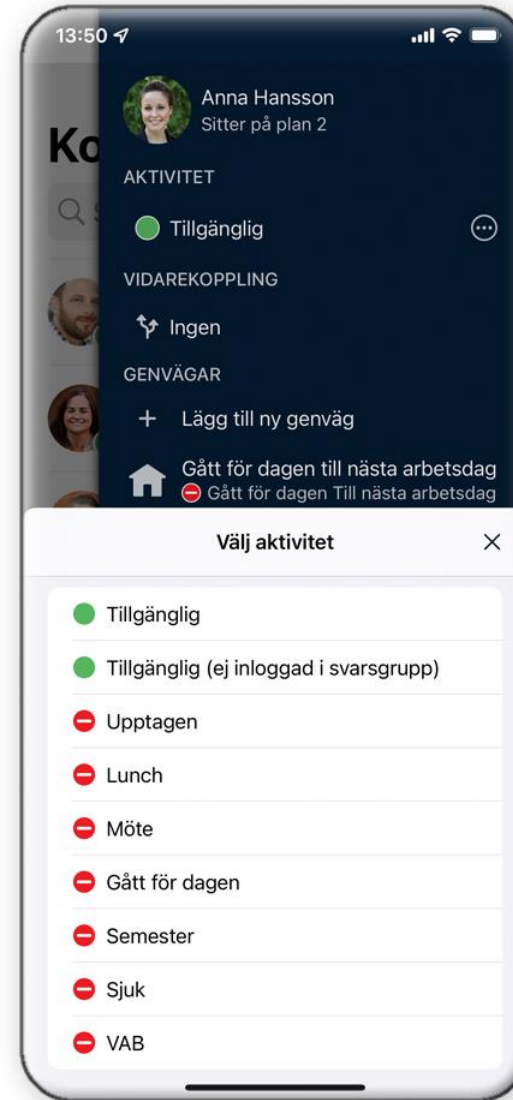 13:50
Anna Hansson
Ko
Sitter på plan 2
AKTIVITET
Tillgänglig
VIDAREKOPPLING
Ingen
GENVÄGAR
Lägg till ny genväg
Gått för dagen till nästa arbetsdag
Gått för dagen Till nästa arbetsdag
Välj aktivitet
Tillgänglig
Tillgänglig (ej inloggad i svarsgrupp)
Upptagen
Lunch
Möte
Gått för dagen
Semester
Sjuk
VAB